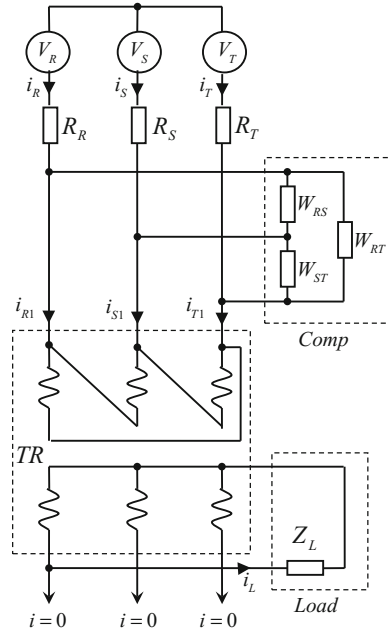 V_R V_S V_T
i_R i_S i_T
R_R R_S R_T
W_RS
W_RT
W_ST
i_R1 i_S1 i_T1
Comp
TR
Z_L
i_L
Load
i = 0 i = 0 i = 0